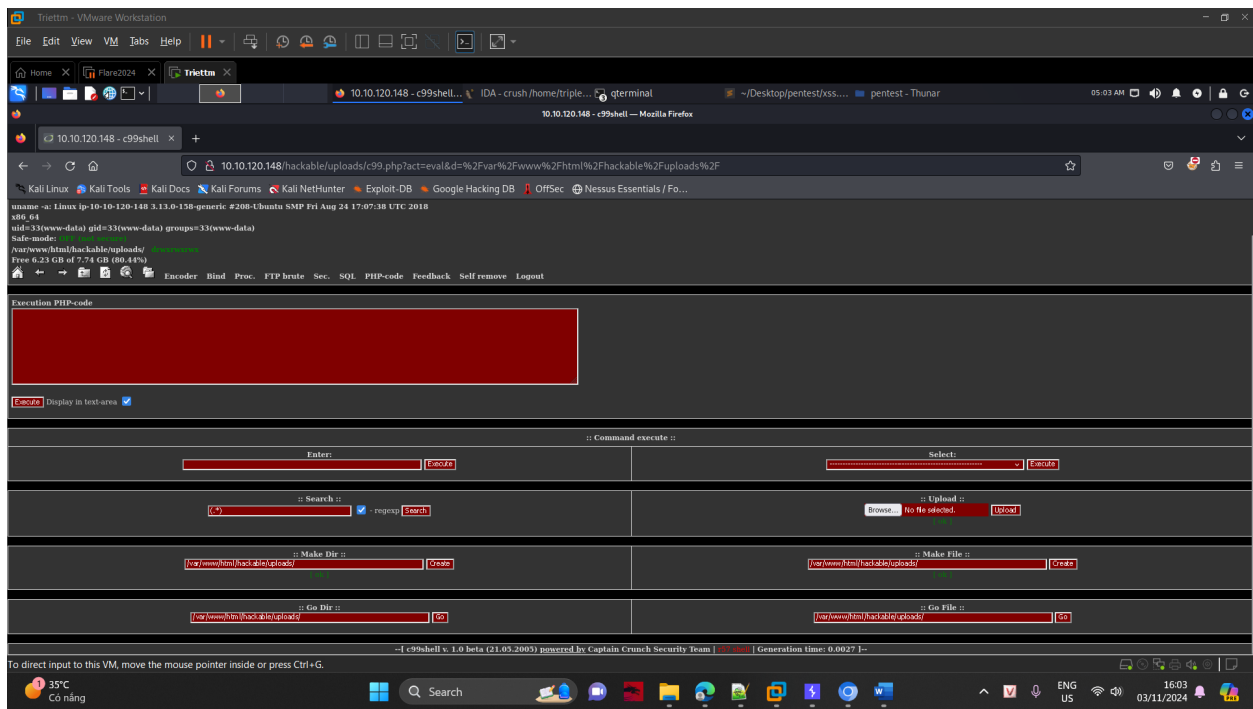 Triettm - VMware Workstation
File Edit View VM Tabs Help
Home Flare2024 Triettm
10.10.120.148 - c99shell... IDA - crush /home/triple... qterminal ~/Desktop/pentest/xss.... pentest - Thunar 05:03 AM
10.10.120.148 - c99shell — Mozilla Firefox
10.10.120.148 - c99shell
10.10.120.148/hackable/uploads/c99.php?act=eval&d=%2Fvar%2Fwww%2Fhtml%2Fhackable%2Fuploads%2F
Kali Linux Kali Tools Kali Docs Kali Forums Kali NetHunter Exploit-DB Google Hacking DB OffSec Nessus Essentials / Fo...
uname -a: Linux ip-10-10-120-148 3.13.0-158-generic #208-Ubuntu SMP Fri Aug 24 17:07:38 UTC 2018
x86_64
uid=33(www-data) gid=33(www-data) groups=33(www-data)
Safe-mode: OFF (not secure)
/var/www/html/hackable/uploads/ drwxrwxrwx
Free 6.23 GB of 7.74 GB (80.44%)
Encoder Bind Proc. FTP brute Sec. SQL PHP-code Feedback Self remove Logout
Execution PHP-code
Execute Display in text-area
:: Command execute ::
Enter: Select:
Execute Execute
:: Search :: :: Upload ::
(.*) - regexp Search Browse... No file selected. Upload
[ ok ]
:: Make Dir :: :: Make File ::
/var/www/html/hackable/uploads/ Create /var/www/html/hackable/uploads/ Create
[ ok ] [ ok ]
:: Go Dir :: :: Go File ::
/var/www/html/hackable/uploads/ Go /var/www/html/hackable/uploads/ Go
--[ c99shell v. 1.0 beta (21.05.2005) powered by Captain Crunch Security Team | | Generation time: 0.0027 ]--
To direct input to this VM, move the mouse pointer inside or press Ctrl+G.
1 35°C
Có nắng
Search
ENG
US
16:03
03/11/2024